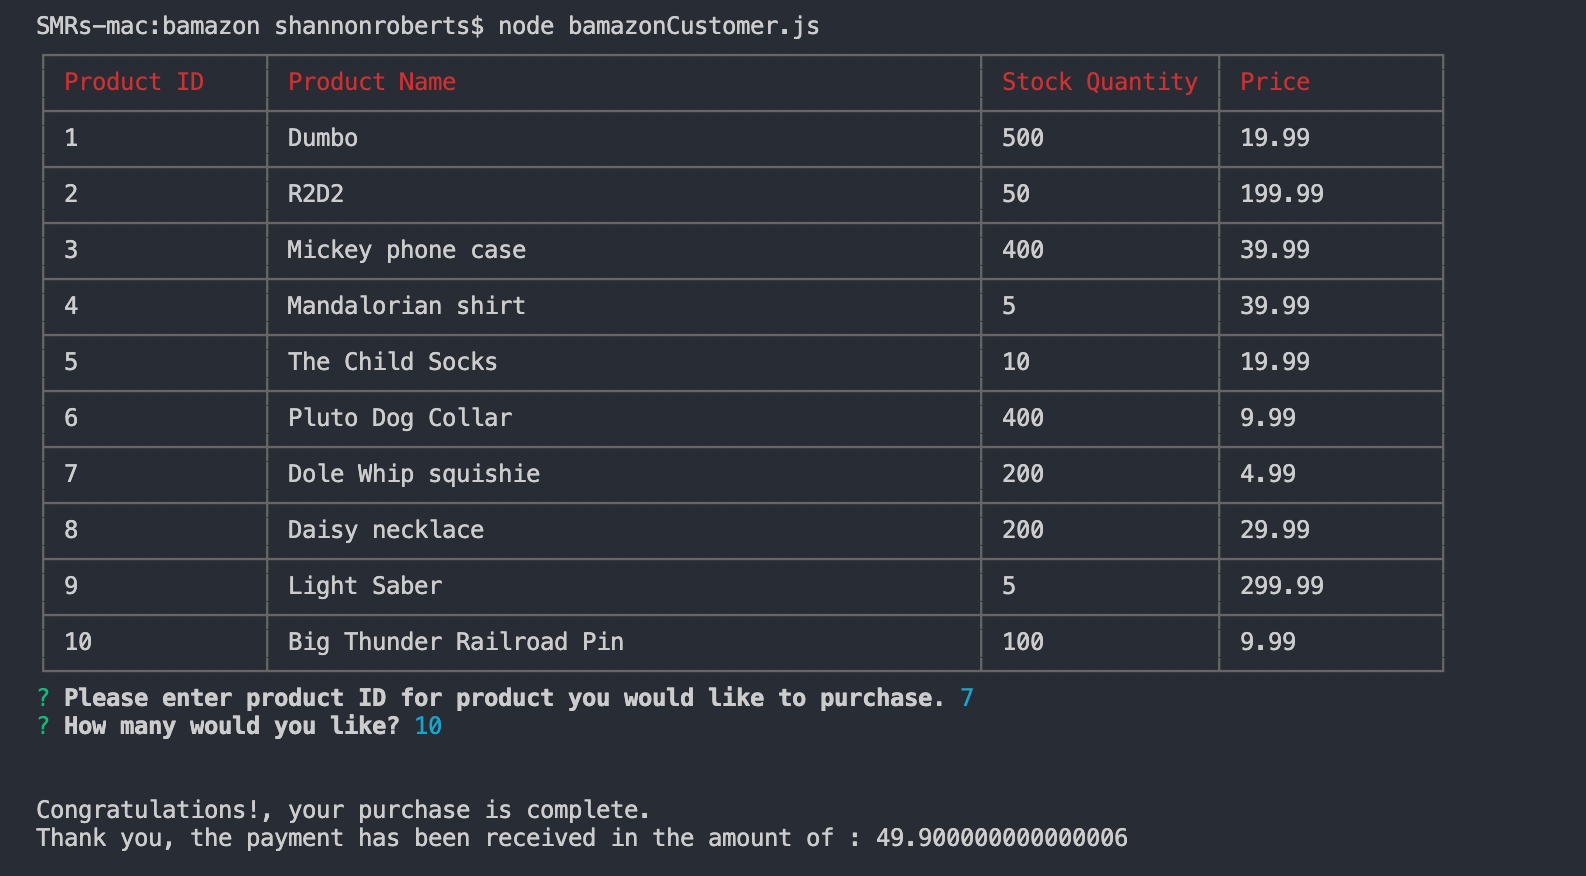 SMRs-mac:bamazon shannonroberts$ node bamazonCustomer.js
Product ID Product Name Stock Quantity Price
1 Dumbo 500 19.99
2 R2D2 50 199.99
3 Mickey phone case 400 39.99
4 Mandalorian shirt 5 39.99
5 The Child Socks 10 19.99
6 Pluto Dog Collar 400 9.99
7 Dole Whip squishie 200 4.99
8 Daisy necklace 200 29.99
9 Light Saber 5 299.99
10 Big Thunder Railroad Pin 100 9.99
? Please enter product ID for product you would like to purchase. 7
? How many would you like? 10
Congratulations!, your purchase is complete.
Thank you, the payment has been received in the amount of : 49.900000000000006